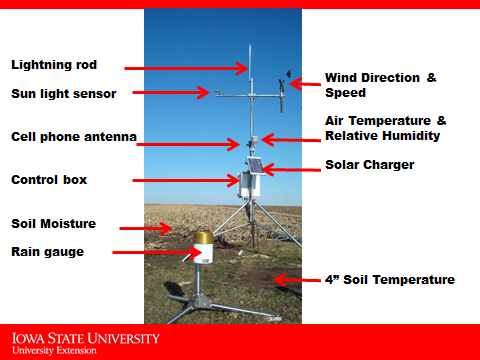 Lightning rod
Sun light sensor
Cell phone antenna
Control box
Soil Moisture
Rain gauge
Wind Direction &
Speed
Air Temperature &
Relative Humidity
Solar Charger
4” Soil Temperature
IOWA STATE UNIVERSITY
University Extension